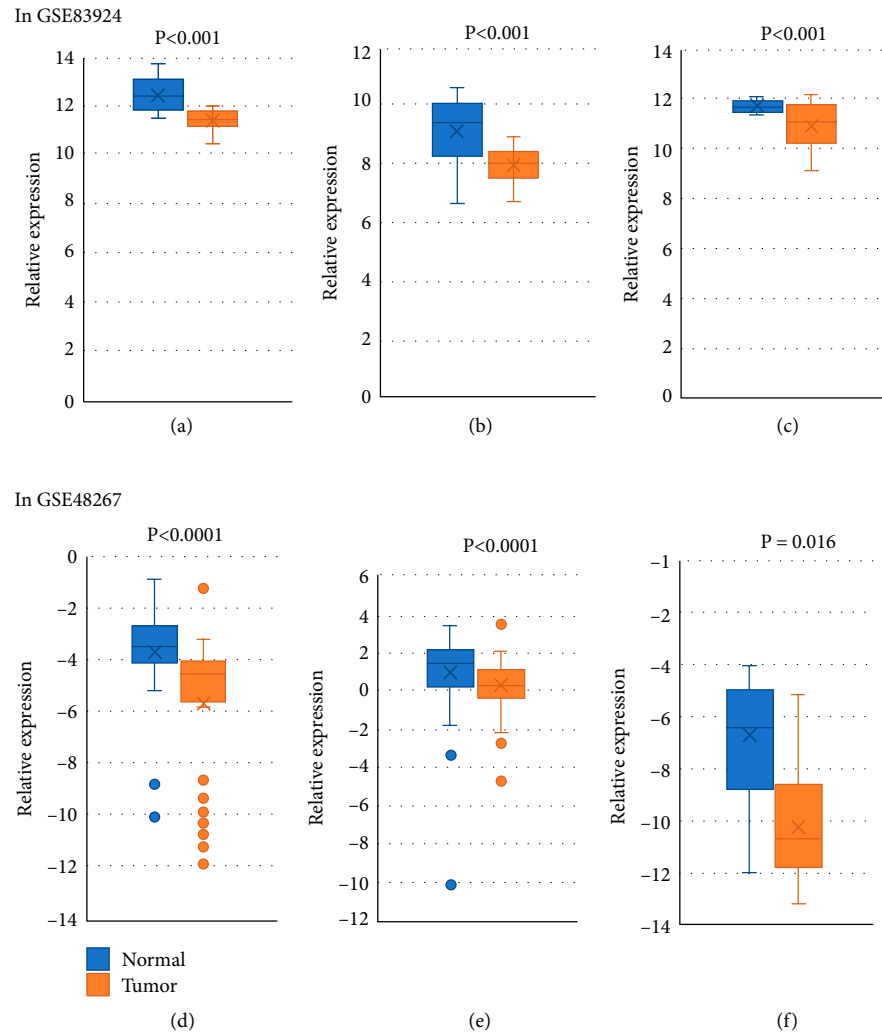 In GSE83924
P<0.001
Relative expression
14
12
10
8
6
4
2
0
(a)
P<0.001
Relative expression
12
10
8
6
4
2
0
(b)
P<0.001
Relative expression
14
12
10
8
6
4
2
0
(c)
In GSE48267
P<0.0001
Relative expression
0
−2
−4
−6
−8
−10
−12
−14
Normal
Tumor
(d)
P<0.0001
Relative expression
6
4
2
0
−2
−4
−6
−8
−10
−12
(e)
P = 0.016
Relative expression
−1
−2
−4
−6
−8
−10
−12
−14
(f)